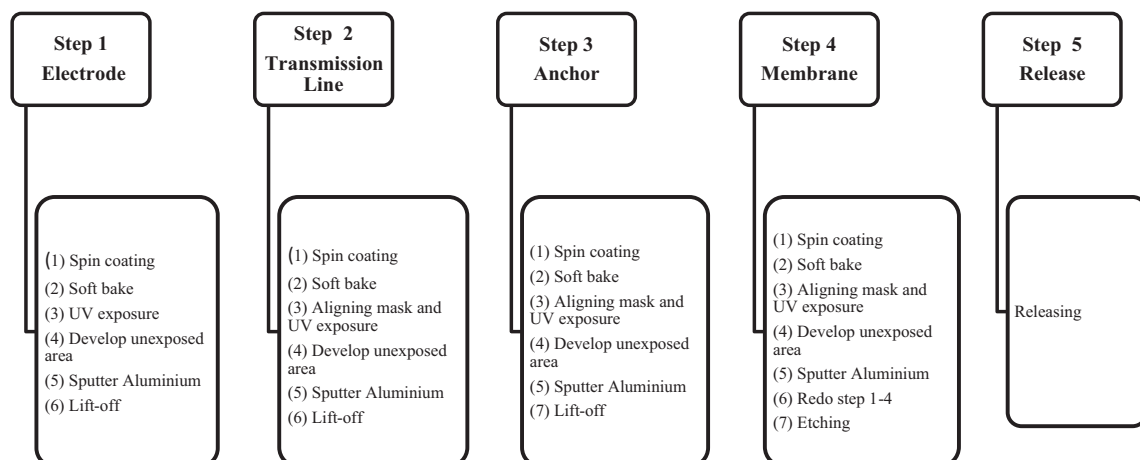 Step 1
Electrode
Step 2
Transmission
Line
Step 3
Anchor
Step 4
Membrane
Step 5
Release
(1) Spin coating
(2) Soft bake
(3) UV exposure
(4) Develop unexposed
area
(5) Sputter Aluminium
(6) Lift-off
(1) Spin coating
(2) Soft bake
(3) Aligning mask and
UV exposure
(4) Develop unexposed
area
(5) Sputter Aluminium
(6) Lift-off
(1) Spin coating
(2) Soft bake
(3) Aligning mask and
UV exposure
(4) Develop unexposed
area
(5) Sputter Aluminium
(7) Lift-off
(1) Spin coating
(2) Soft bake
(3) Aligning mask and
UV exposure
(4) Develop unexposed
area
(5) Sputter Aluminium
(6) Redo step 1-4
(7) Etching
Releasing